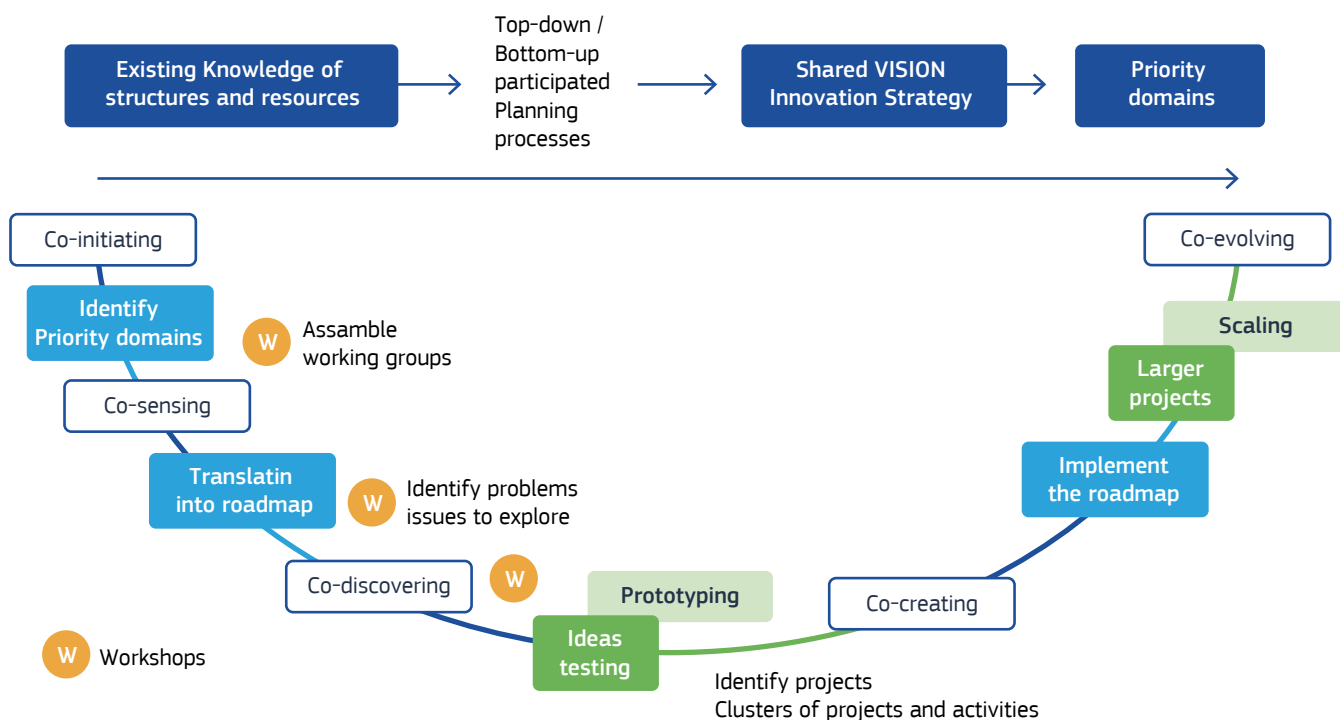 Existing Knowledge of
structures and resources
Top-down /
Bottom-up
participated
Planning
processes
Shared VISION
Innovation Strategy
Priority
domains
Co-initiating
Identify
Priority domains
W
Assamble
working groups
Co-sensing
Translatin
into roadmap
W
Identify problems
issues to explore
Co-discovering
W
W
Workshops
Prototyping
Ideas
testing
Identify projects
Clusters of projects and activities
Co-creating
Implement
the roadmap
Larger
projects
Scaling
Co-evolving